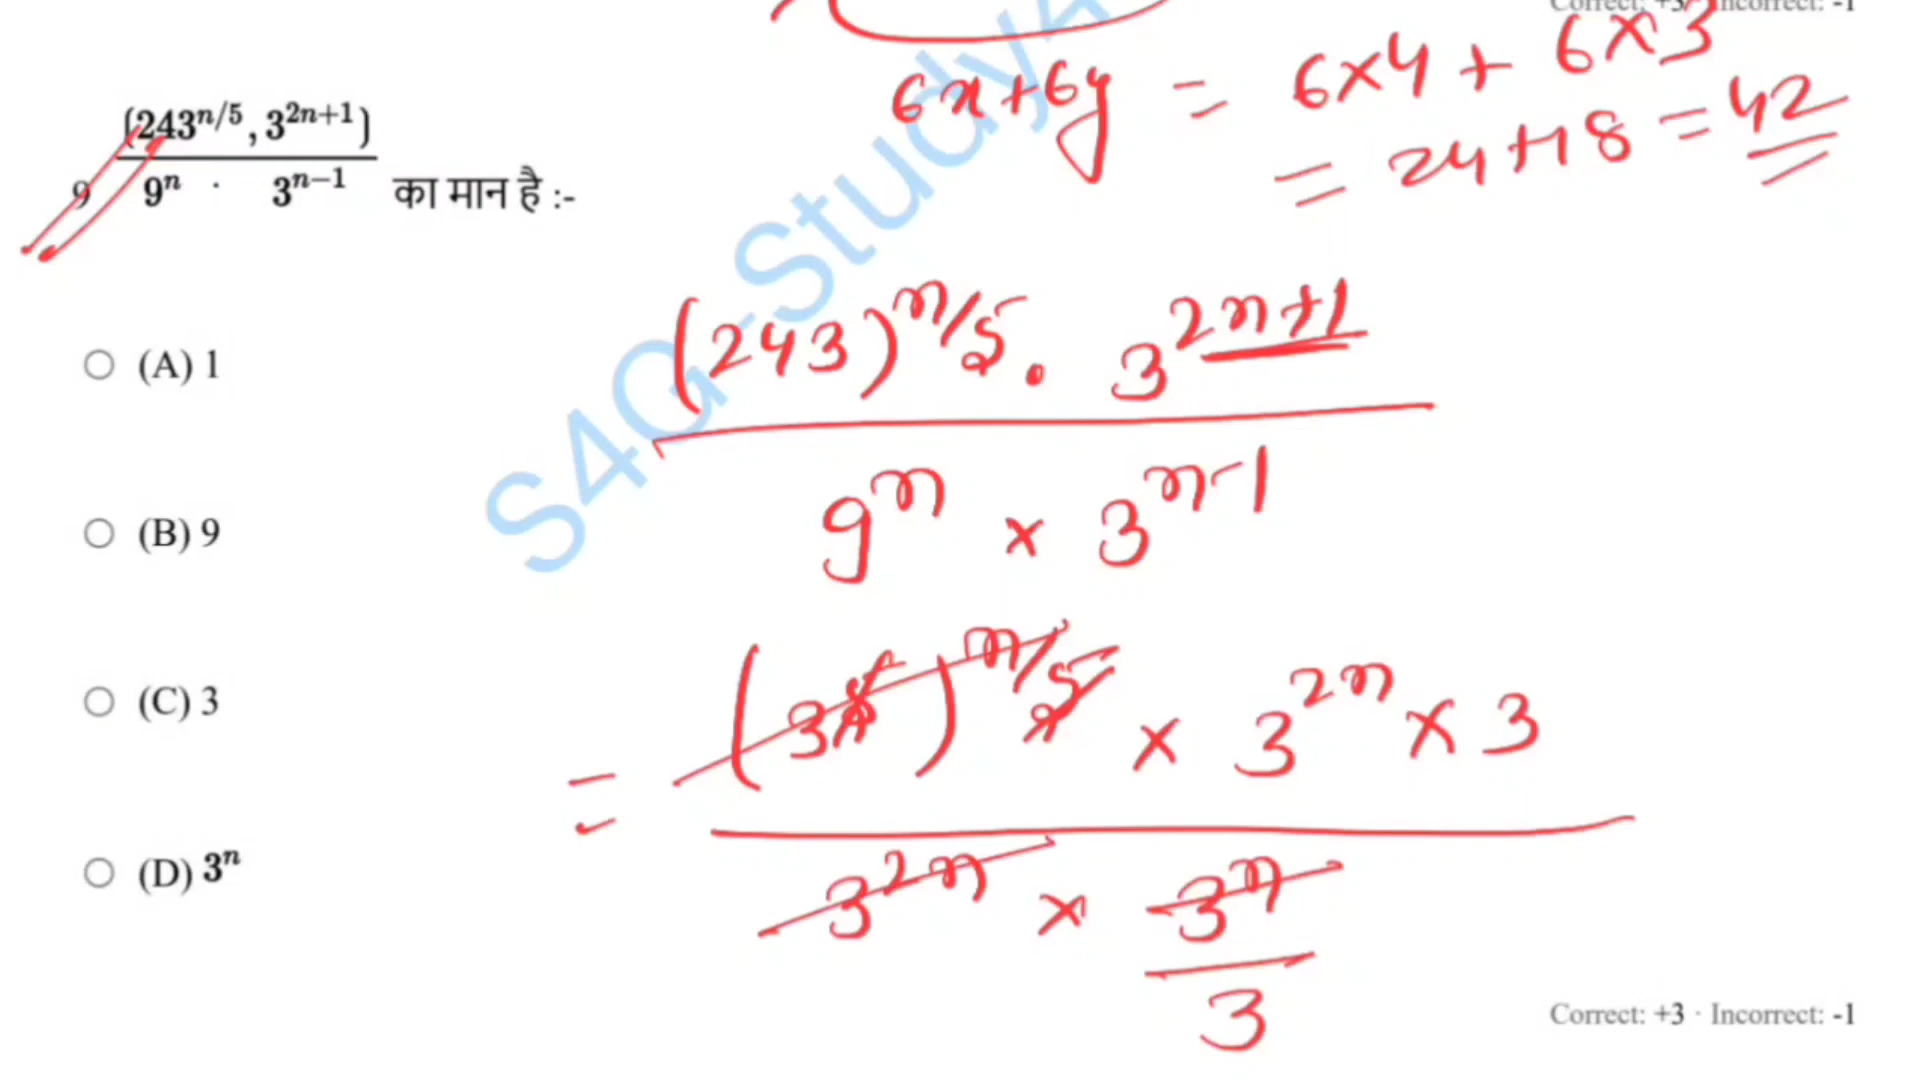 Correct: +3 · Incorrect: -1
6x+6y = 6×4 + 6×3
= 24+18 = 42
9 (243^{n/5}, 3^{2n+1}) / 9^n · 3^{n-1} का मान है :-
S4G-Study4
(243)^{n/5} . 3^{2n+1}
9^n × 3^{n-1}
(A) 1
(B) 9
(C) 3
(D) 3^n
= (3^5)^{n/5} × 3^{2n} × 3
3^{2n} × 3^n
3
Correct: +3 · Incorrect: -1